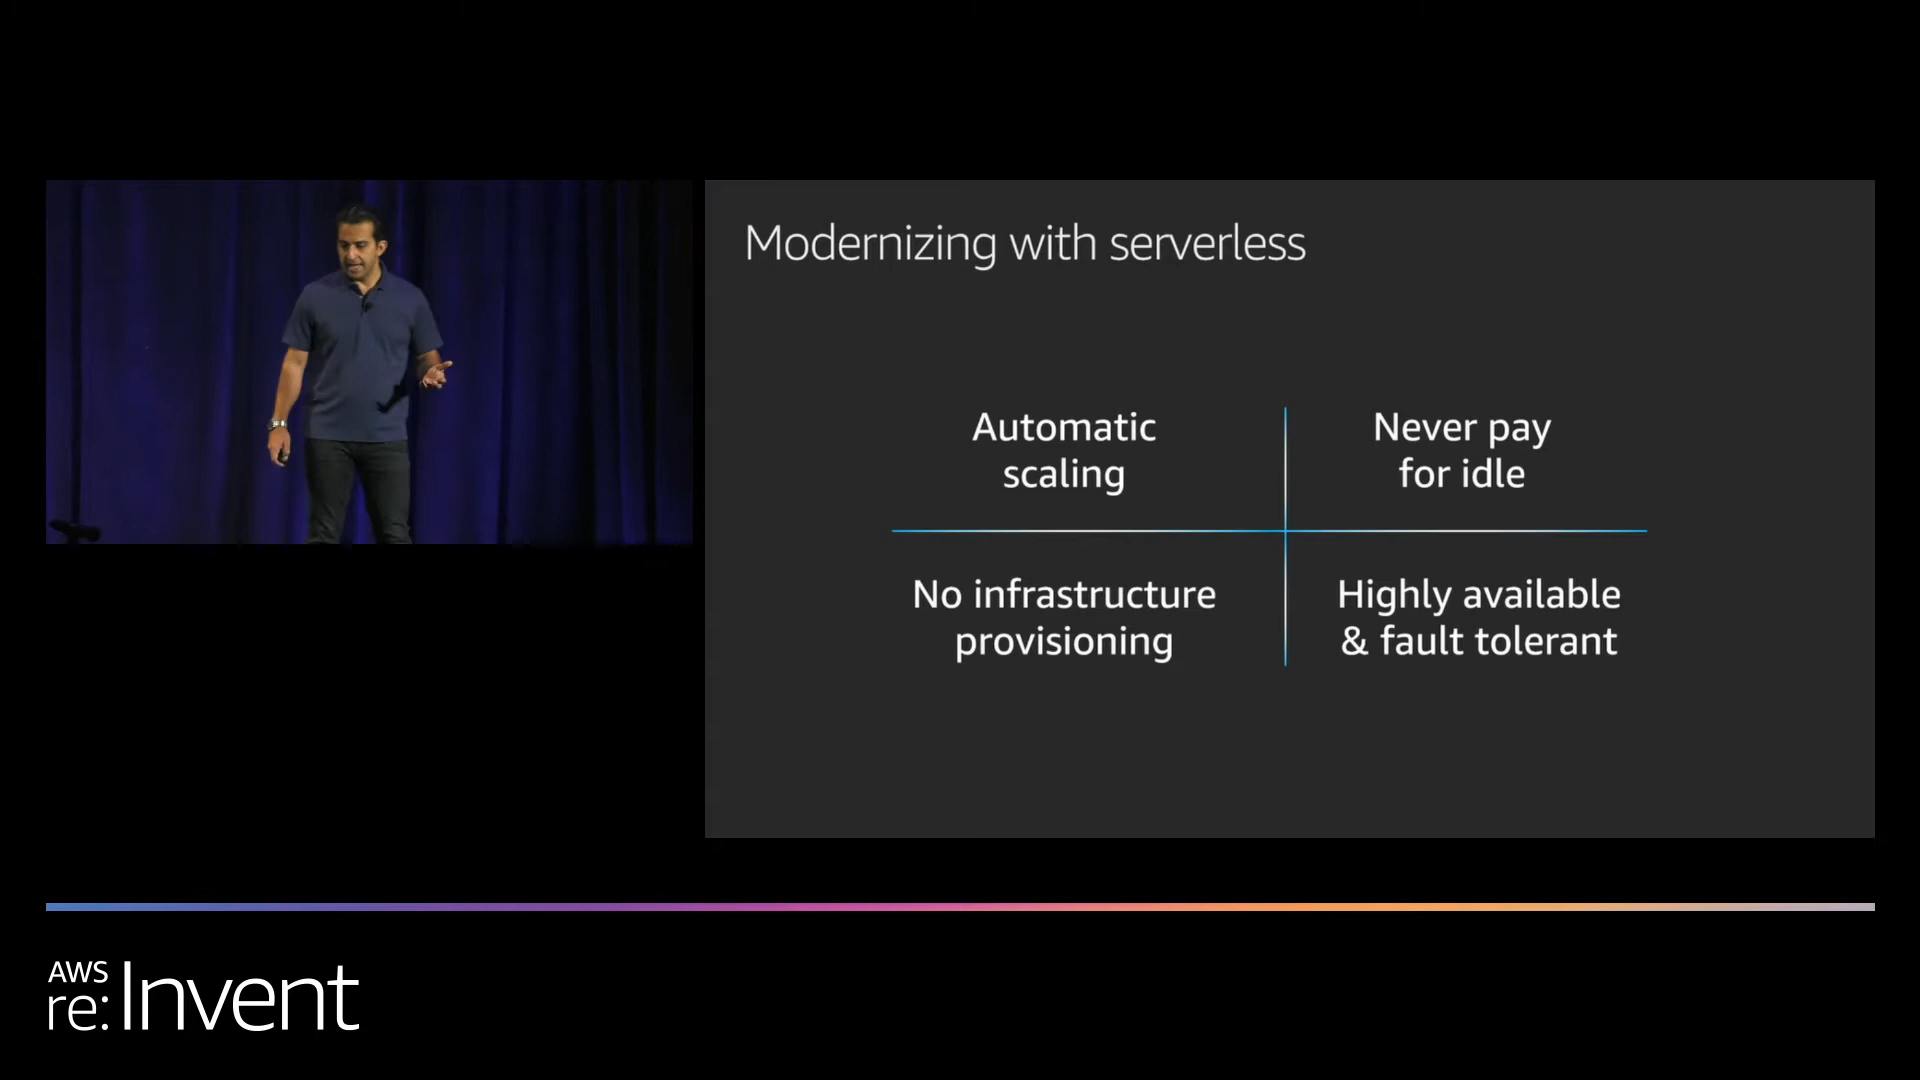 Modernizing with serverless
Automatic
scaling
Never pay
for idle
No infrastructure
provisioning
Highly available
& fault tolerant
AWS
re:Invent